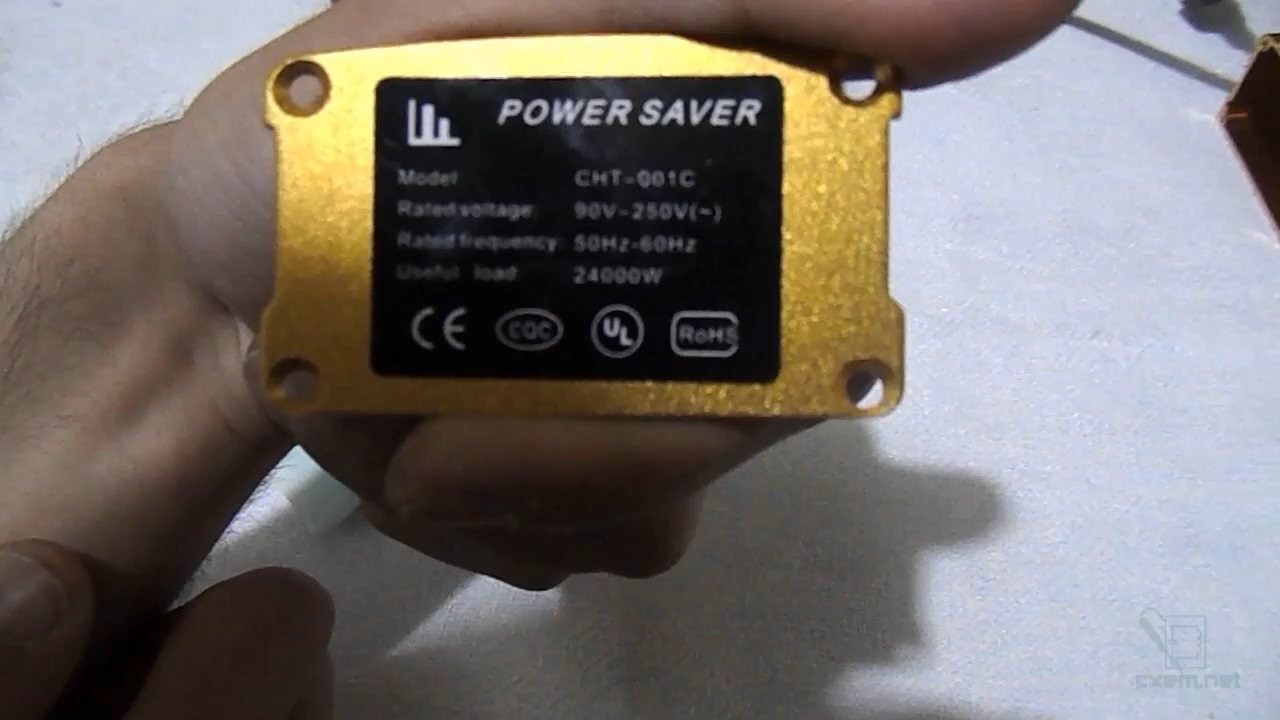 POWER SAVER
Model CHT-001C
Rated voltage: 90V-250V(~)
Rated frequency: 50Hz-60Hz
Useful load 24000W
CE CQC UL RoHS
cxem.net